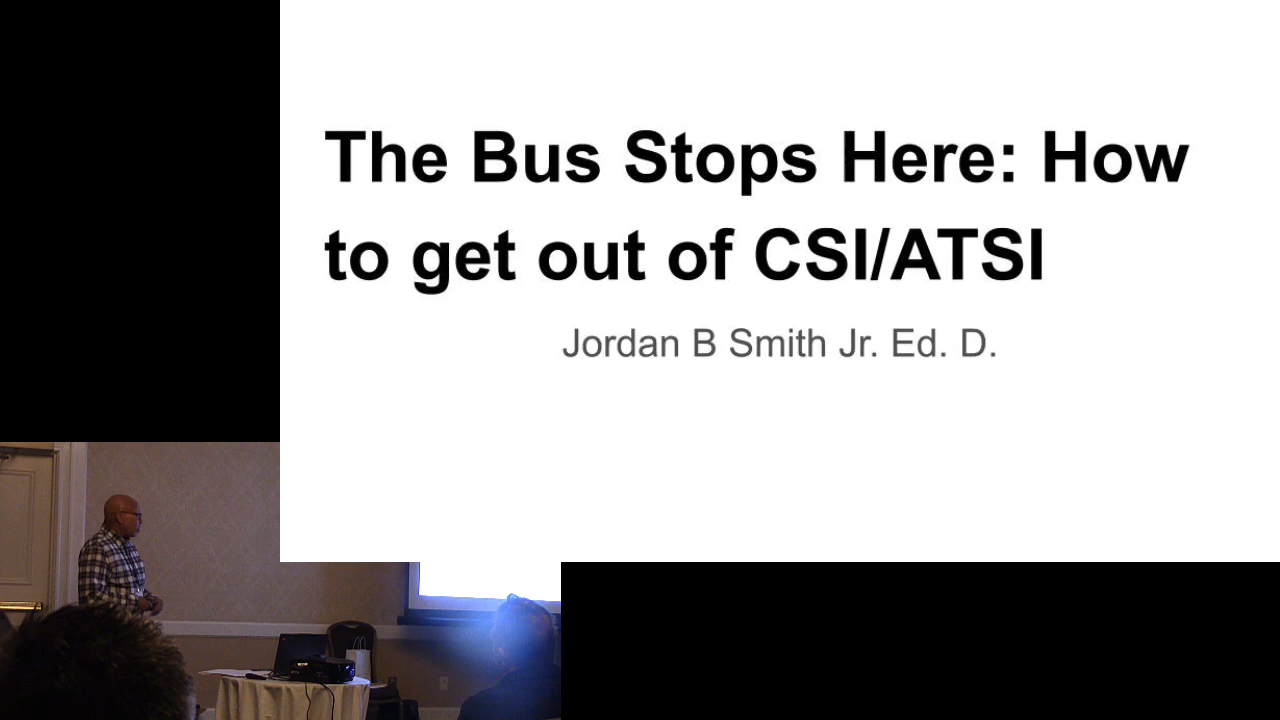 The Bus Stops Here: How
to get out of CSI/ATSI
Jordan B Smith Jr. Ed. D.